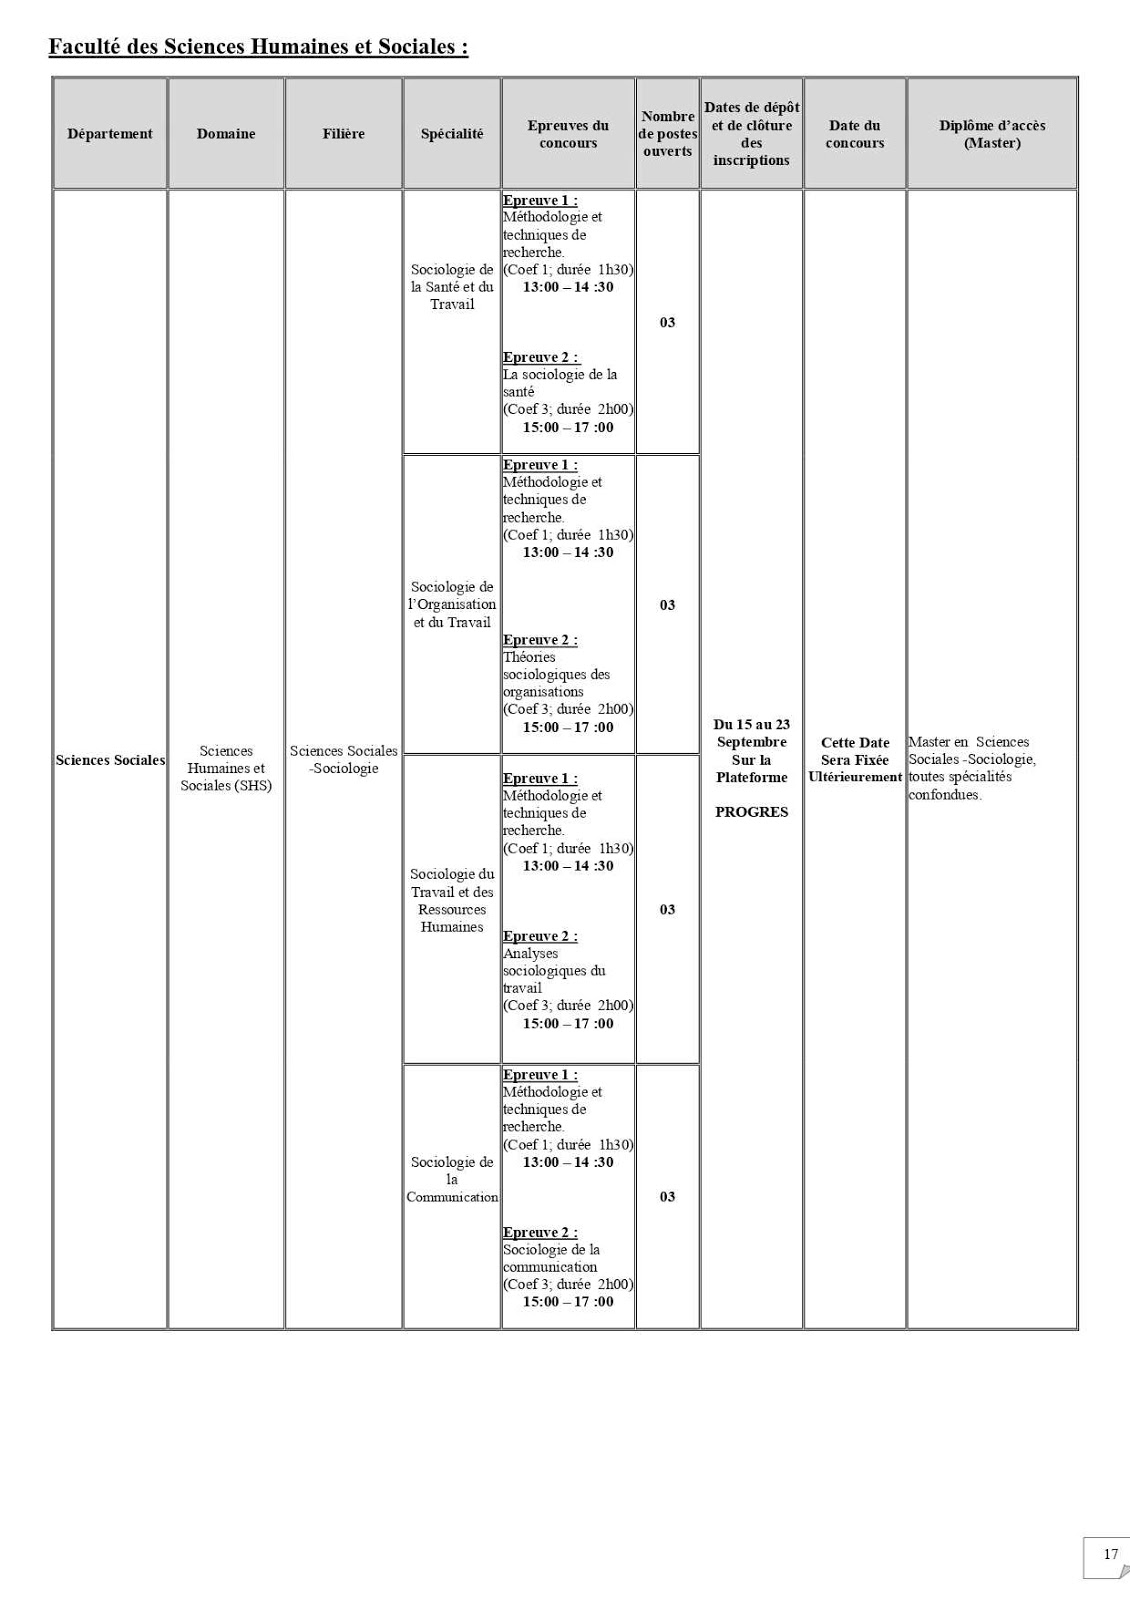 Faculté des Sciences Humaines et Sociales :
Département
Domaine
Filière
Spécialité
Epreuves du
concours
Nombre
de postes
ouverts
Dates de dépôt
et de clôture
des
inscriptions
Date du
concours
Diplôme d’accès
(Master)
Sciences Sociales
Sciences
Humaines et
Sociales (SHS)
Sciences Sociales
-Sociologie
Sociologie de
la Santé et du
Travail
Epreuve 1 :
Méthodologie et
techniques de
recherche.
(Coef 1; durée 1h30)
13:00 – 14 :30
Epreuve 2 :
La sociologie de la
santé
(Coef 3; durée 2h00)
15:00 – 17 :00
03
Sociologie de
l’Organisation
et du Travail
Epreuve 1 :
Méthodologie et
techniques de
recherche.
(Coef 1; durée 1h30)
13:00 – 14 :30
Epreuve 2 :
Théories
sociologiques des
organisations
(Coef 3; durée 2h00)
15:00 – 17 :00
03
Sociologie du
Travail et des
Ressources
Humaines
Epreuve 1 :
Méthodologie et
techniques de
recherche.
(Coef 1; durée 1h30)
13:00 – 14 :30
Epreuve 2 :
Analyses
sociologiques du
travail
(Coef 3; durée 2h00)
15:00 – 17 :00
03
Sociologie de
la
Communication
Epreuve 1 :
Méthodologie et
techniques de
recherche.
(Coef 1; durée 1h30)
13:00 – 14 :30
Epreuve 2 :
Sociologie de la
communication
(Coef 3; durée 2h00)
15:00 – 17 :00
03
Du 15 au 23
Septembre
Sur la
Plateforme
PROGRES
Cette Date
Sera Fixée
Ultérieurement
Master en Sciences
Sociales -Sociologie,
toutes spécialités
confondues.
17